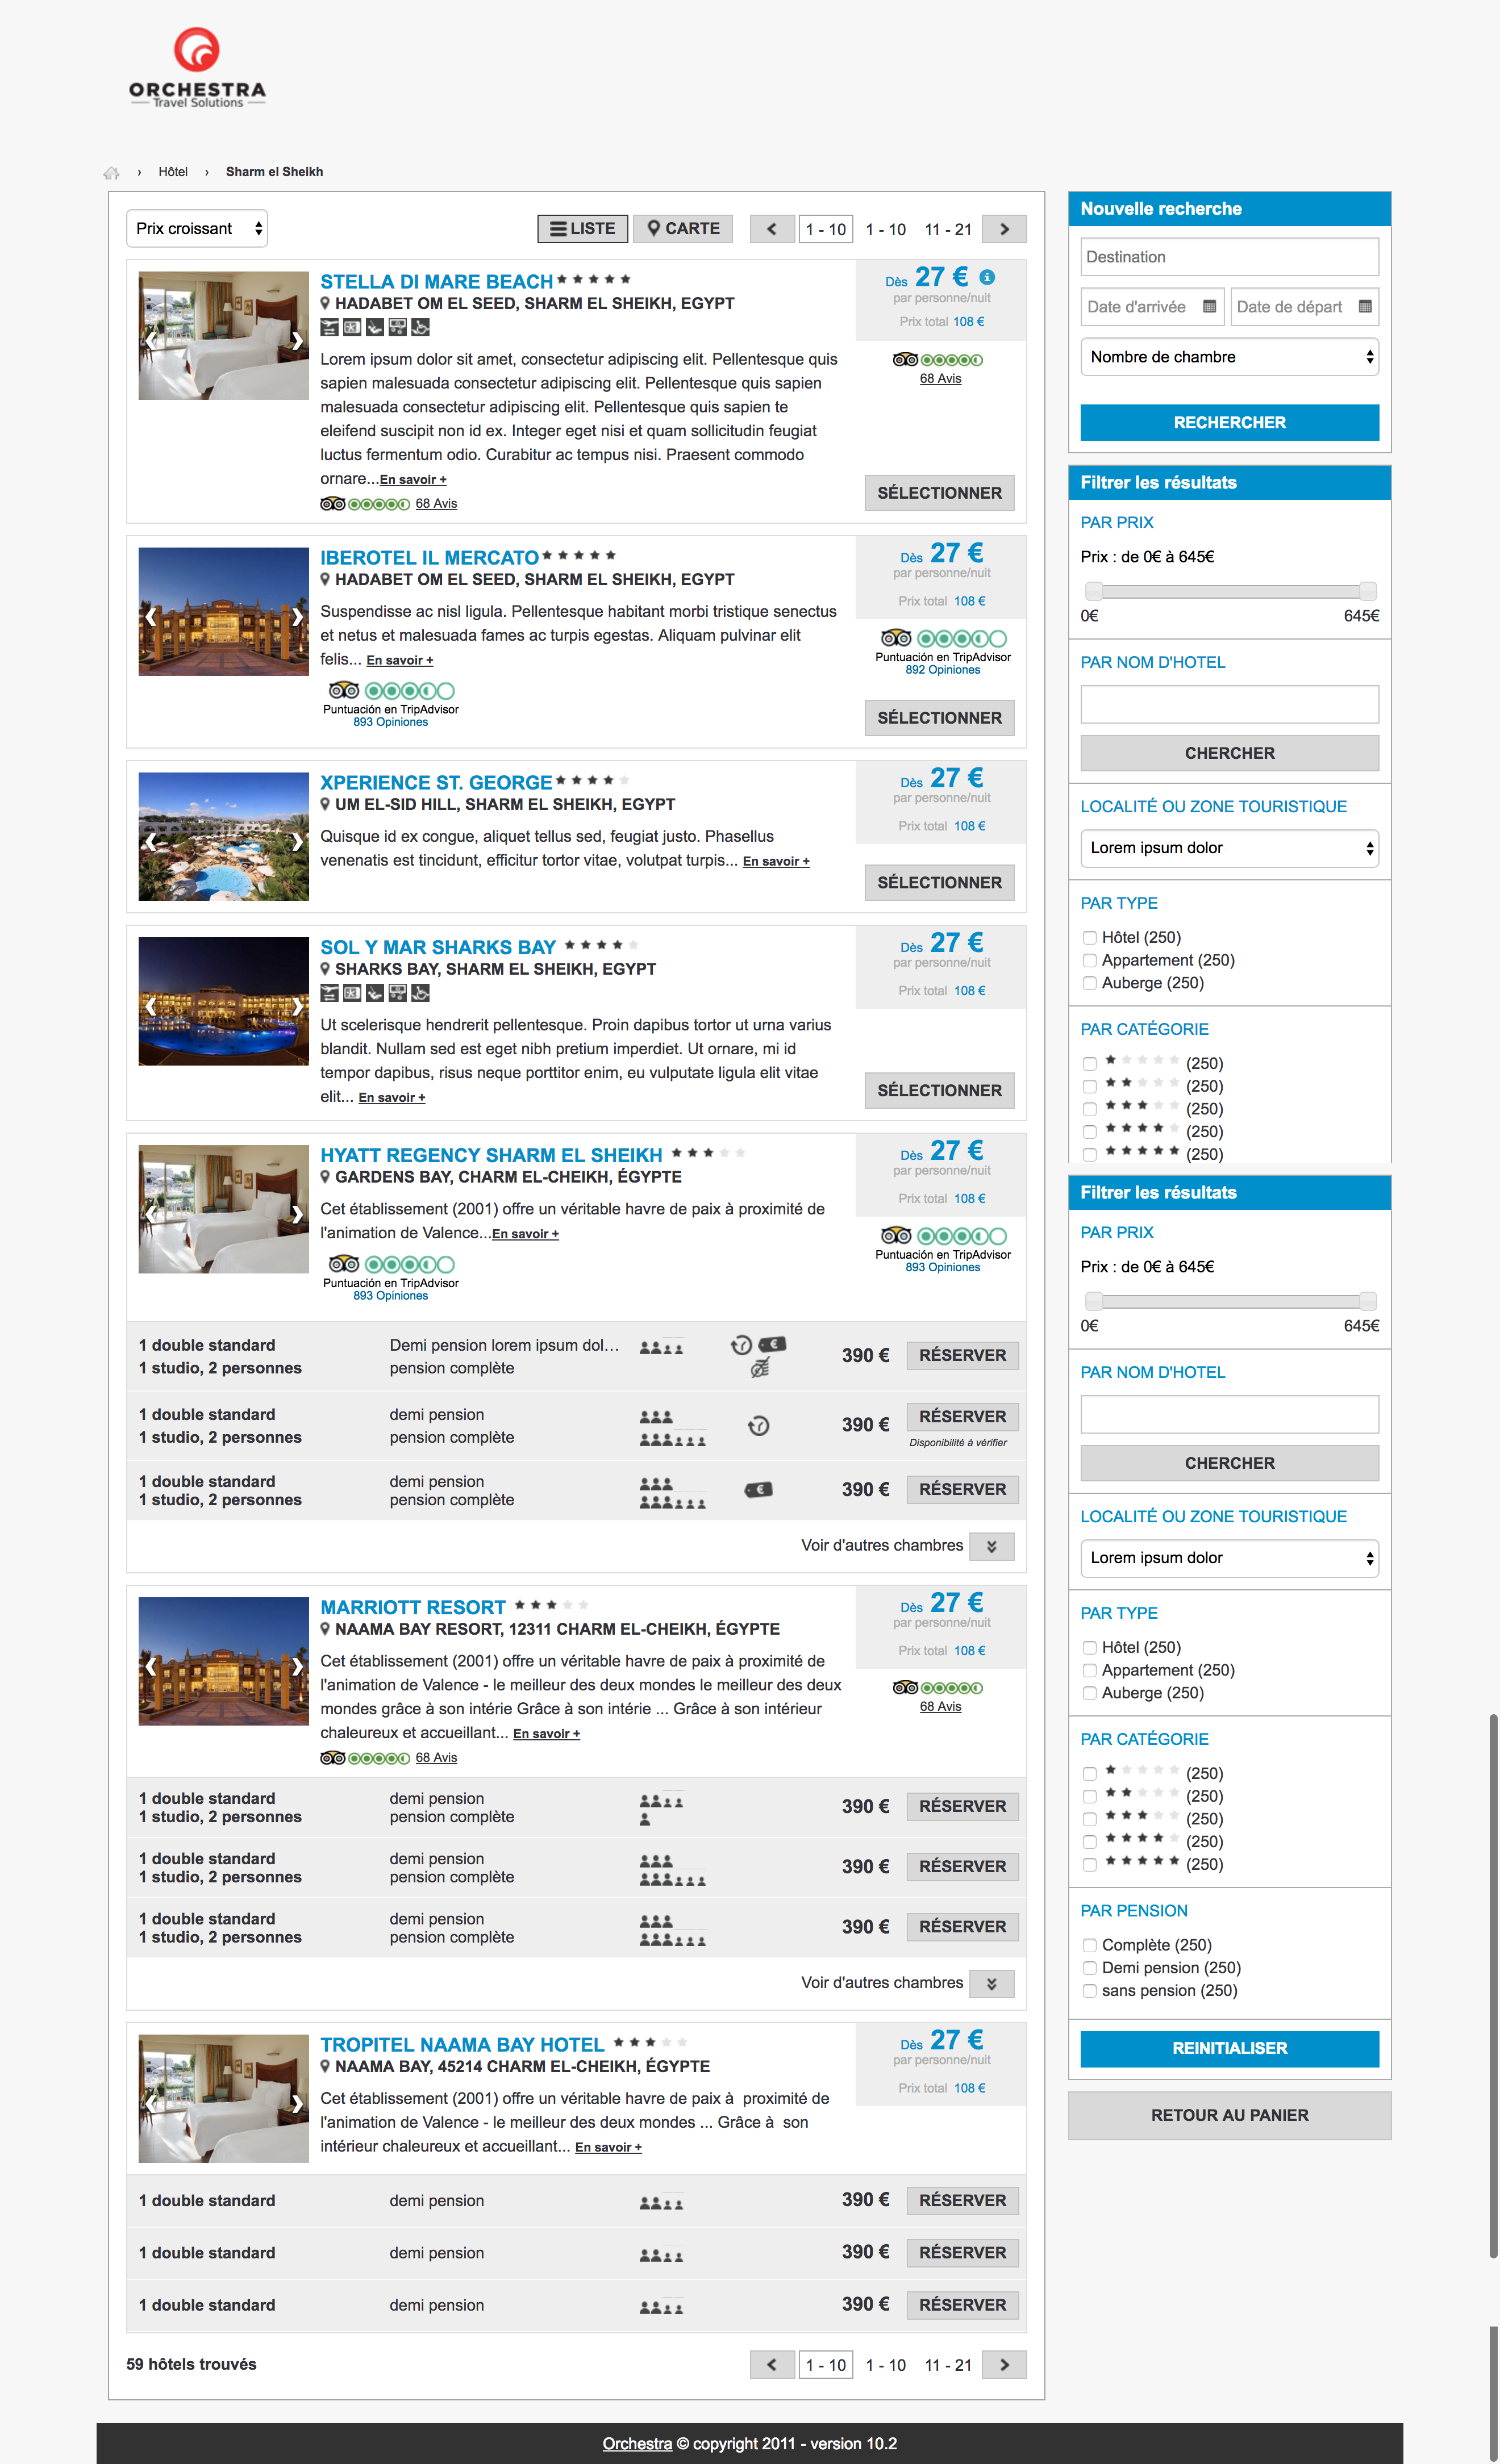 ORCHESTRA
Travel Solutions
› Hôtel › Sharm el Sheikh
Prix croissant
LISTE
CARTE
1 - 10
1 - 10
11 - 21
STELLA DI MARE BEACH
HADABET OM EL SEED, SHARM EL SHEIKH, EGYPT
Lorem ipsum dolor sit amet, consectetur adipiscing elit. Pellentesque quis
sapien malesuada consectetur adipiscing elit. Pellentesque quis sapien
malesuada consectetur adipiscing elit. Pellentesque quis sapien te
eleifend suscipit non id ex. Integer eget nisi et quam sollicitudin feugiat
luctus fermentum odio. Curabitur ac tempus nisi. Praesent commodo
ornare...En savoir +
68 Avis
Dès 27 €
par personne/nuit
Prix total 108 €
68 Avis
SÉLECTIONNER
IBEROTEL IL MERCATO
HADABET OM EL SEED, SHARM EL SHEIKH, EGYPT
Suspendisse ac nisl ligula. Pellentesque habitant morbi tristique senectus
et netus et malesuada fames ac turpis egestas. Aliquam pulvinar elit
felis... En savoir +
Puntuación en TripAdvisor
893 Opiniones
Dès 27 €
par personne/nuit
Prix total 108 €
Puntuación en TripAdvisor
892 Opiniones
SÉLECTIONNER
XPERIENCE ST. GEORGE
UM EL-SID HILL, SHARM EL SHEIKH, EGYPT
Quisque id ex congue, aliquet tellus sed, feugiat justo. Phasellus
venenatis est tincidunt, efficitur tortor vitae, volutpat turpis... En savoir +
Dès 27 €
par personne/nuit
Prix total 108 €
SÉLECTIONNER
SOL Y MAR SHARKS BAY
SHARKS BAY, SHARM EL SHEIKH, EGYPT
Ut scelerisque hendrerit pellentesque. Proin dapibus tortor ut urna varius
blandit. Nullam sed est eget nibh pretium imperdiet. Ut ornare, mi id
tempor dapibus, risus neque porttitor enim, eu vulputate ligula elit vitae
elit... En savoir +
Dès 27 €
par personne/nuit
Prix total 108 €
SÉLECTIONNER
HYATT REGENCY SHARM EL SHEIKH
GARDENS BAY, CHARM EL-CHEIKH, ÉGYPTE
Cet établissement (2001) offre un véritable havre de paix à proximité de
l'animation de Valence...En savoir +
Puntuación en TripAdvisor
893 Opiniones
Dès 27 €
par personne/nuit
Prix total 108 €
Puntuación en TripAdvisor
893 Opiniones
1 double standard Demi pension lorem ipsum dol...
1 studio, 2 personnes pension complète
390 € RÉSERVER
1 double standard demi pension
1 studio, 2 personnes pension complète
390 € RÉSERVER
Disponibilité à vérifier
1 double standard demi pension
1 studio, 2 personnes pension complète
390 € RÉSERVER
Voir d'autres chambres
MARRIOTT RESORT
NAAMA BAY RESORT, 12311 CHARM EL-CHEIKH, ÉGYPTE
Cet établissement (2001) offre un véritable havre de paix à proximité de
l'animation de Valence - le meilleur des deux mondes le meilleur des deux
mondes grâce à son intérie Grâce à son intérie ... Grâce à son intérieur
chaleureux et accueillant... En savoir +
68 Avis
Dès 27 €
par personne/nuit
Prix total 108 €
68 Avis
1 double standard demi pension
1 studio, 2 personnes pension complète
390 € RÉSERVER
1 double standard demi pension
1 studio, 2 personnes pension complète
390 € RÉSERVER
1 double standard demi pension
1 studio, 2 personnes pension complète
390 € RÉSERVER
Voir d'autres chambres
TROPITEL NAAMA BAY HOTEL
NAAMA BAY, 45214 CHARM EL-CHEIKH, ÉGYPTE
Cet établissement (2001) offre un véritable havre de paix à proximité de
l'animation de Valence - le meilleur des deux mondes ... Grâce à son
intérieur chaleureux et accueillant... En savoir +
Dès 27 €
par personne/nuit
Prix total 108 €
1 double standard demi pension 390 € RÉSERVER
1 double standard demi pension 390 € RÉSERVER
1 double standard demi pension 390 € RÉSERVER
59 hôtels trouvés
1 - 10
1 - 10
11 - 21
Nouvelle recherche
Destination
Date d'arrivée
Date de départ
Nombre de chambre
RECHERCHER
Filtrer les résultats
PAR PRIX
Prix : de 0€ à 645€
0€ 645€
PAR NOM D'HOTEL
CHERCHER
LOCALITÉ OU ZONE TOURISTIQUE
Lorem ipsum dolor
PAR TYPE
Hôtel (250)
Appartement (250)
Auberge (250)
PAR CATÉGORIE
(250)
(250)
(250)
(250)
(250)
Filtrer les résultats
PAR PRIX
Prix : de 0€ à 645€
0€ 645€
PAR NOM D'HOTEL
CHERCHER
LOCALITÉ OU ZONE TOURISTIQUE
Lorem ipsum dolor
PAR TYPE
Hôtel (250)
Appartement (250)
Auberge (250)
PAR CATÉGORIE
(250)
(250)
(250)
(250)
(250)
PAR PENSION
Complète (250)
Demi pension (250)
sans pension (250)
REINITIALISER
RETOUR AU PANIER
Orchestra © copyright 2011 - version 10.2